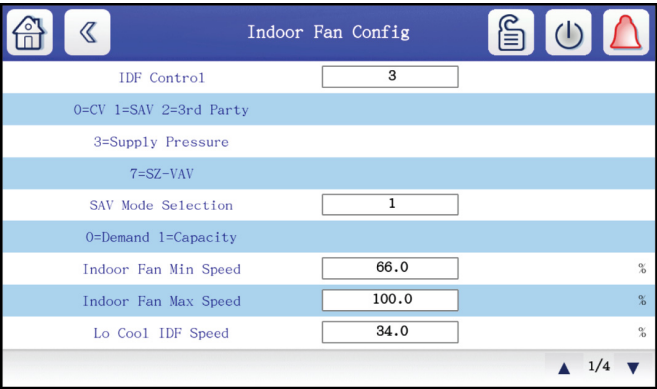 Indoor Fan Config
IDF Control 3
0=CV 1=SAV 2=3rd Party
3=Supply Pressure
7=SZ-VAV
SAV Mode Selection 1
0=Demand 1=Capacity
Indoor Fan Min Speed 66.0 %
Indoor Fan Max Speed 100.0 %
Lo Cool IDF Speed 34.0 %
1/4